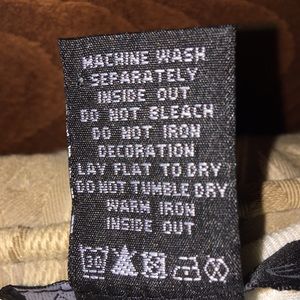 MACHINE WASH
SEPARATELY
INSIDE OUT
DO NOT BLEACH
DO NOT IRON
DECORATION
LAY FLAT TO DRY
DO NOT TUMBLE DRY
WARM IRON
INSIDE OUT
30